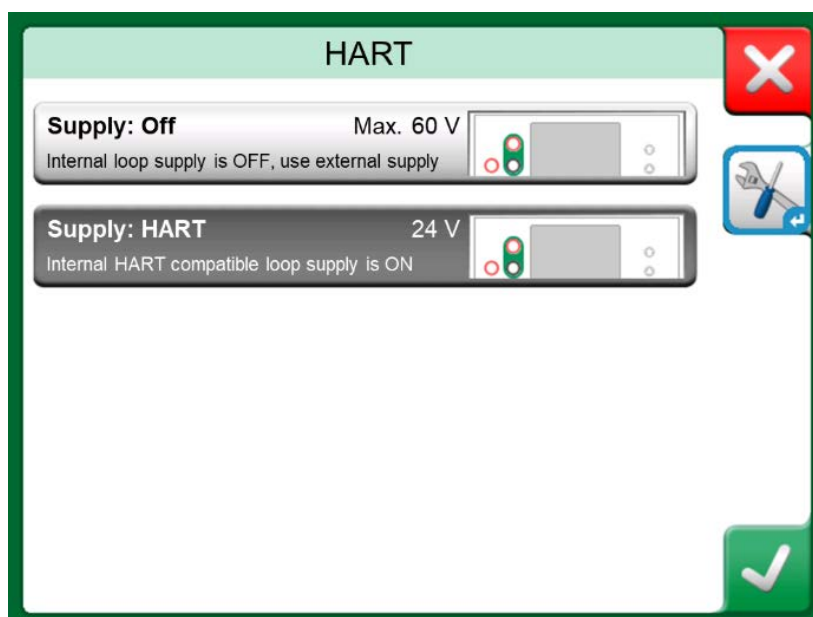 HART
Supply: Off Max. 60 V
Internal loop supply is OFF, use external supply
Supply: HART 24 V
Internal HART compatible loop supply is ON